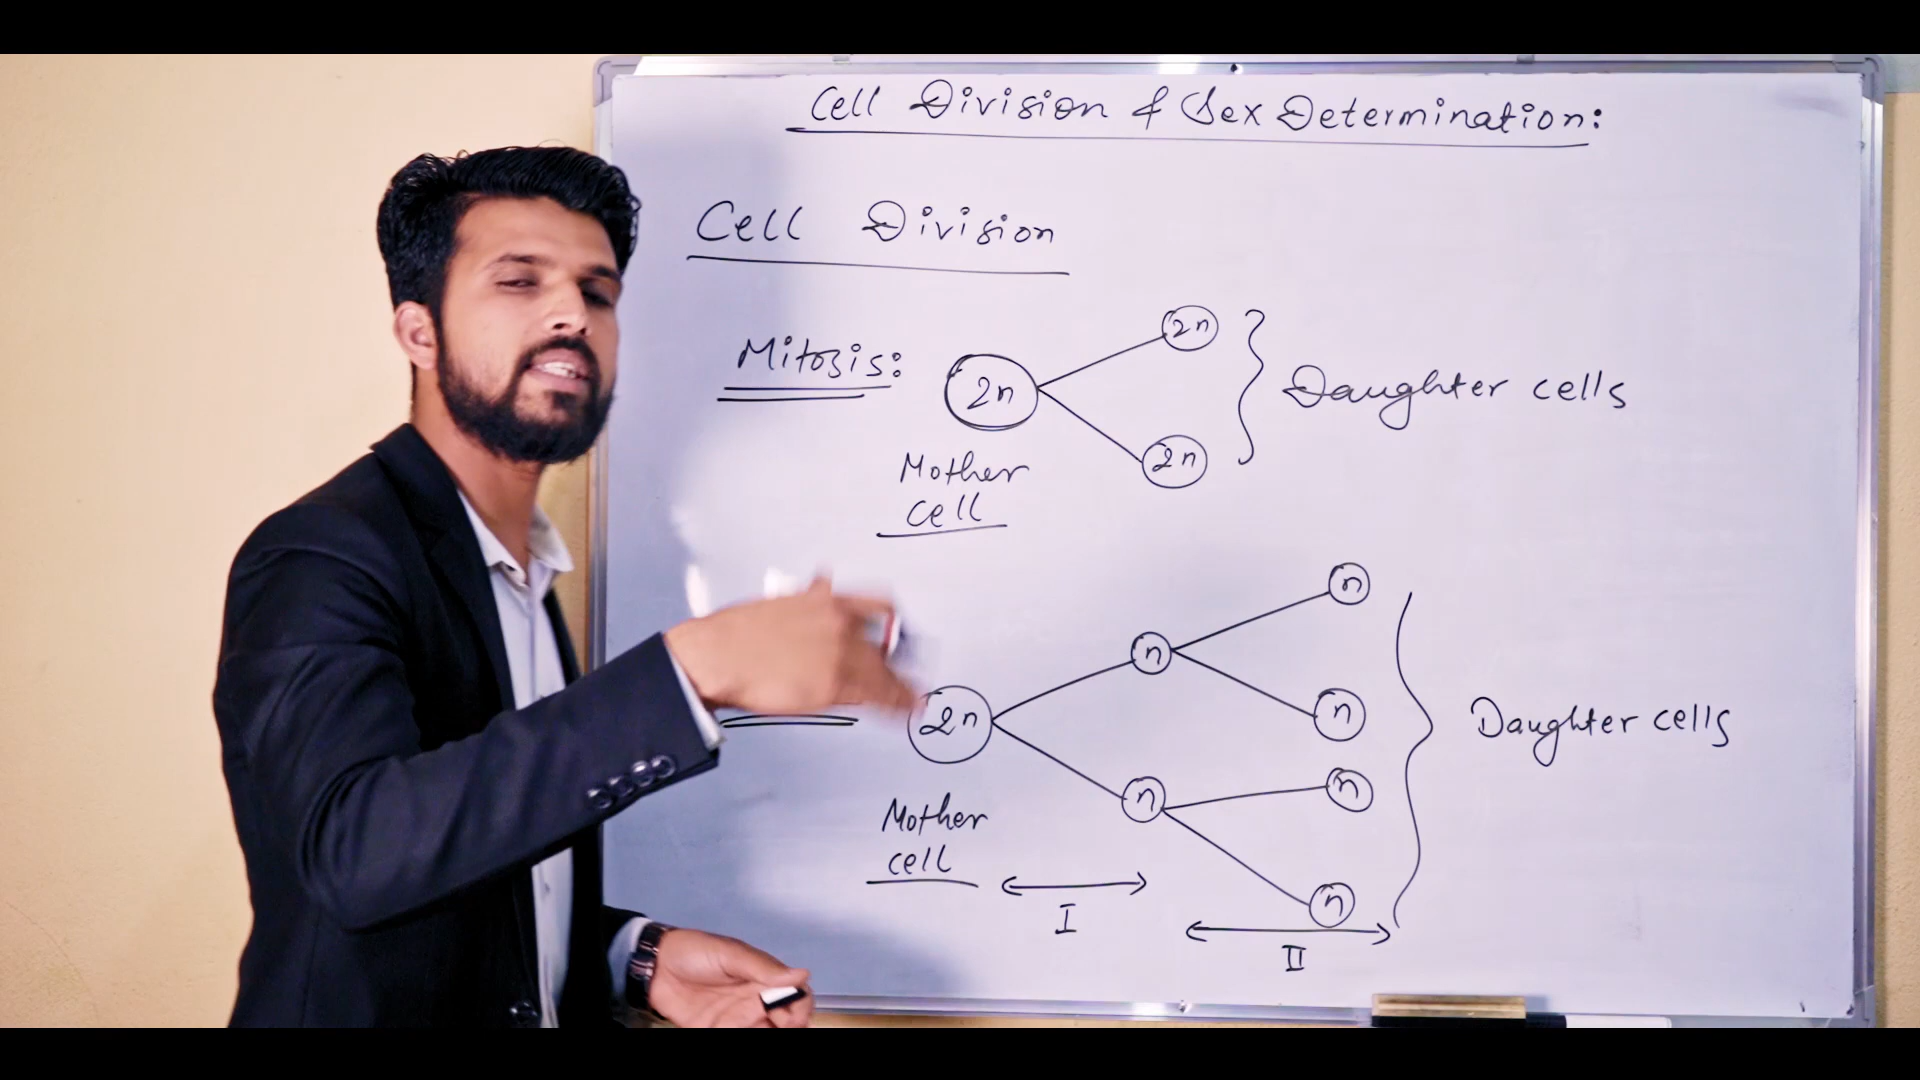 Cell Division & Sex Determination:
Cell Division
Mitosis:
2n
2n
2n
Daughter cells
Mother
cell
2n
n
n
n
n
n
n
Daughter cells
Mother
cell
I
II